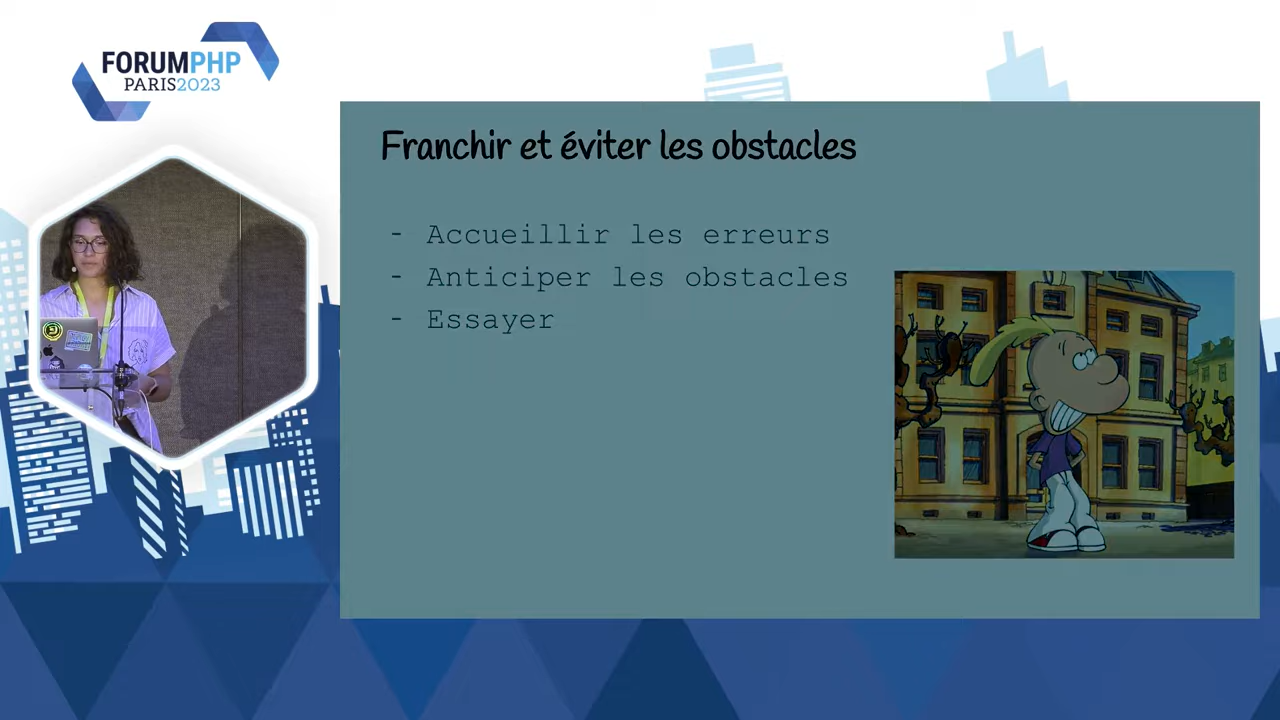 FORUMPHP
PARIS2023
Franchir et éviter les obstacles
- Accueillir les erreurs
- Anticiper les obstacles
- Essayer